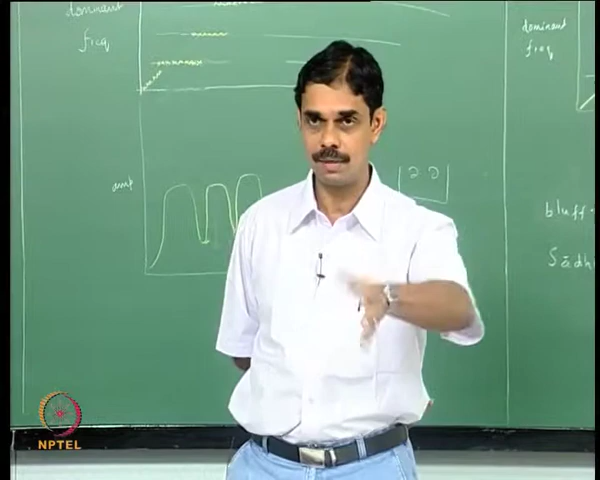 dominant
freq
amp
dominant
freq
bluff-
Sādh
NPTEL